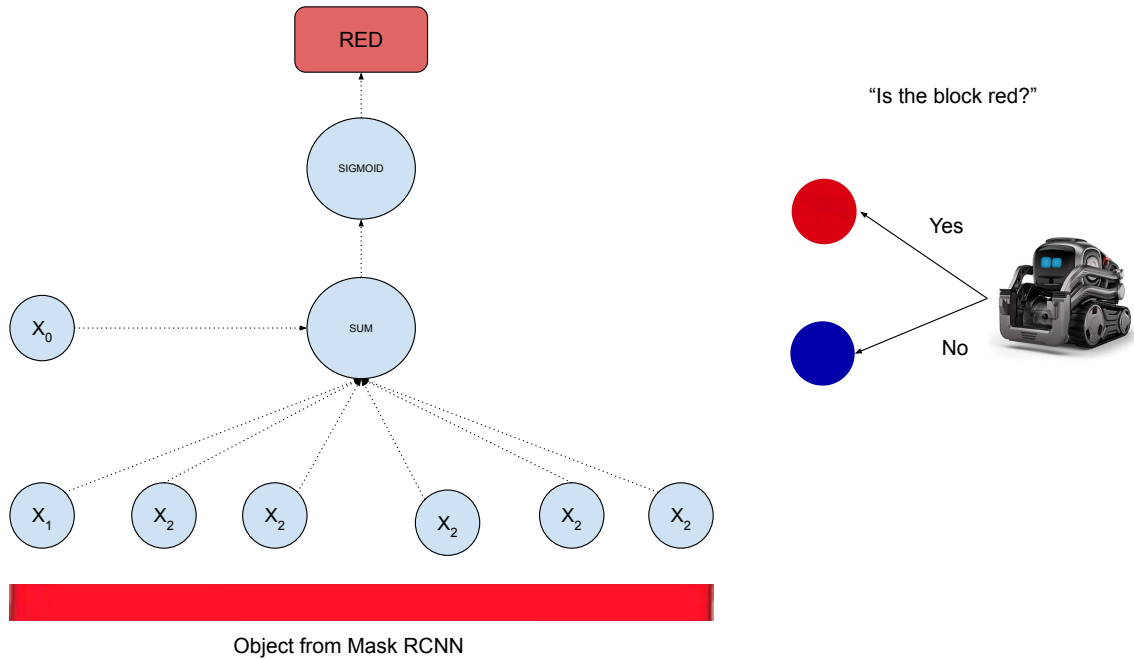 RED
“Is the block red?”
SIGMOID
Yes
X₀
SUM
No
X₁ X₂ X₂ X₂ X₂ X₂
Object from Mask RCNN